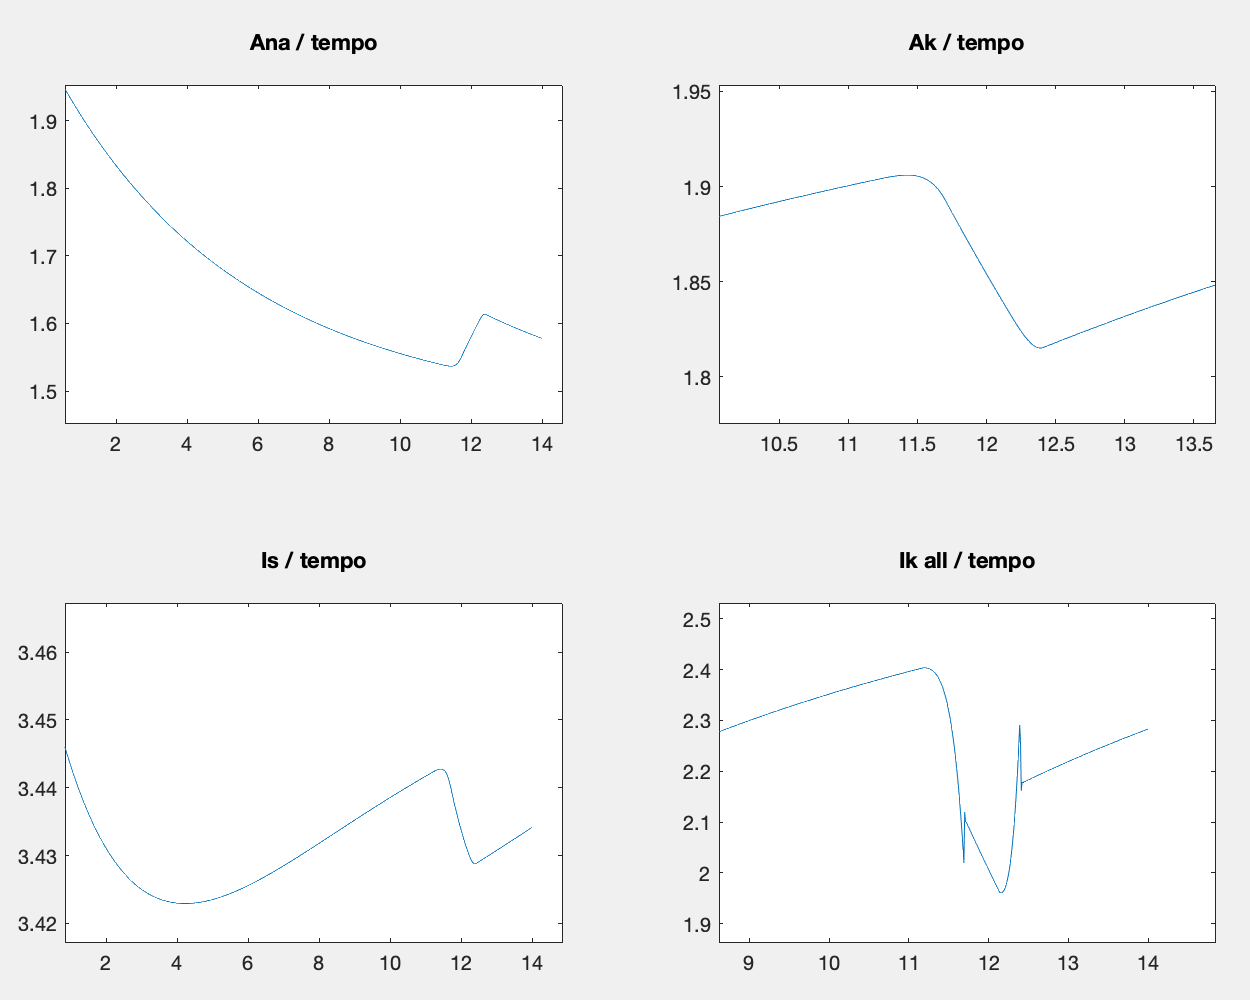 Ana / tempo
1.9
1.8
1.7
1.6
1.5
2 4 6 8 10 12 14
Ak / tempo
1.95
1.9
1.85
1.8
10.5 11 11.5 12 12.5 13 13.5
Is / tempo
3.46
3.45
3.44
3.43
3.42
2 4 6 8 10 12 14
Ik all / tempo
2.5
2.4
2.3
2.2
2.1
2
1.9
9 10 11 12 13 14